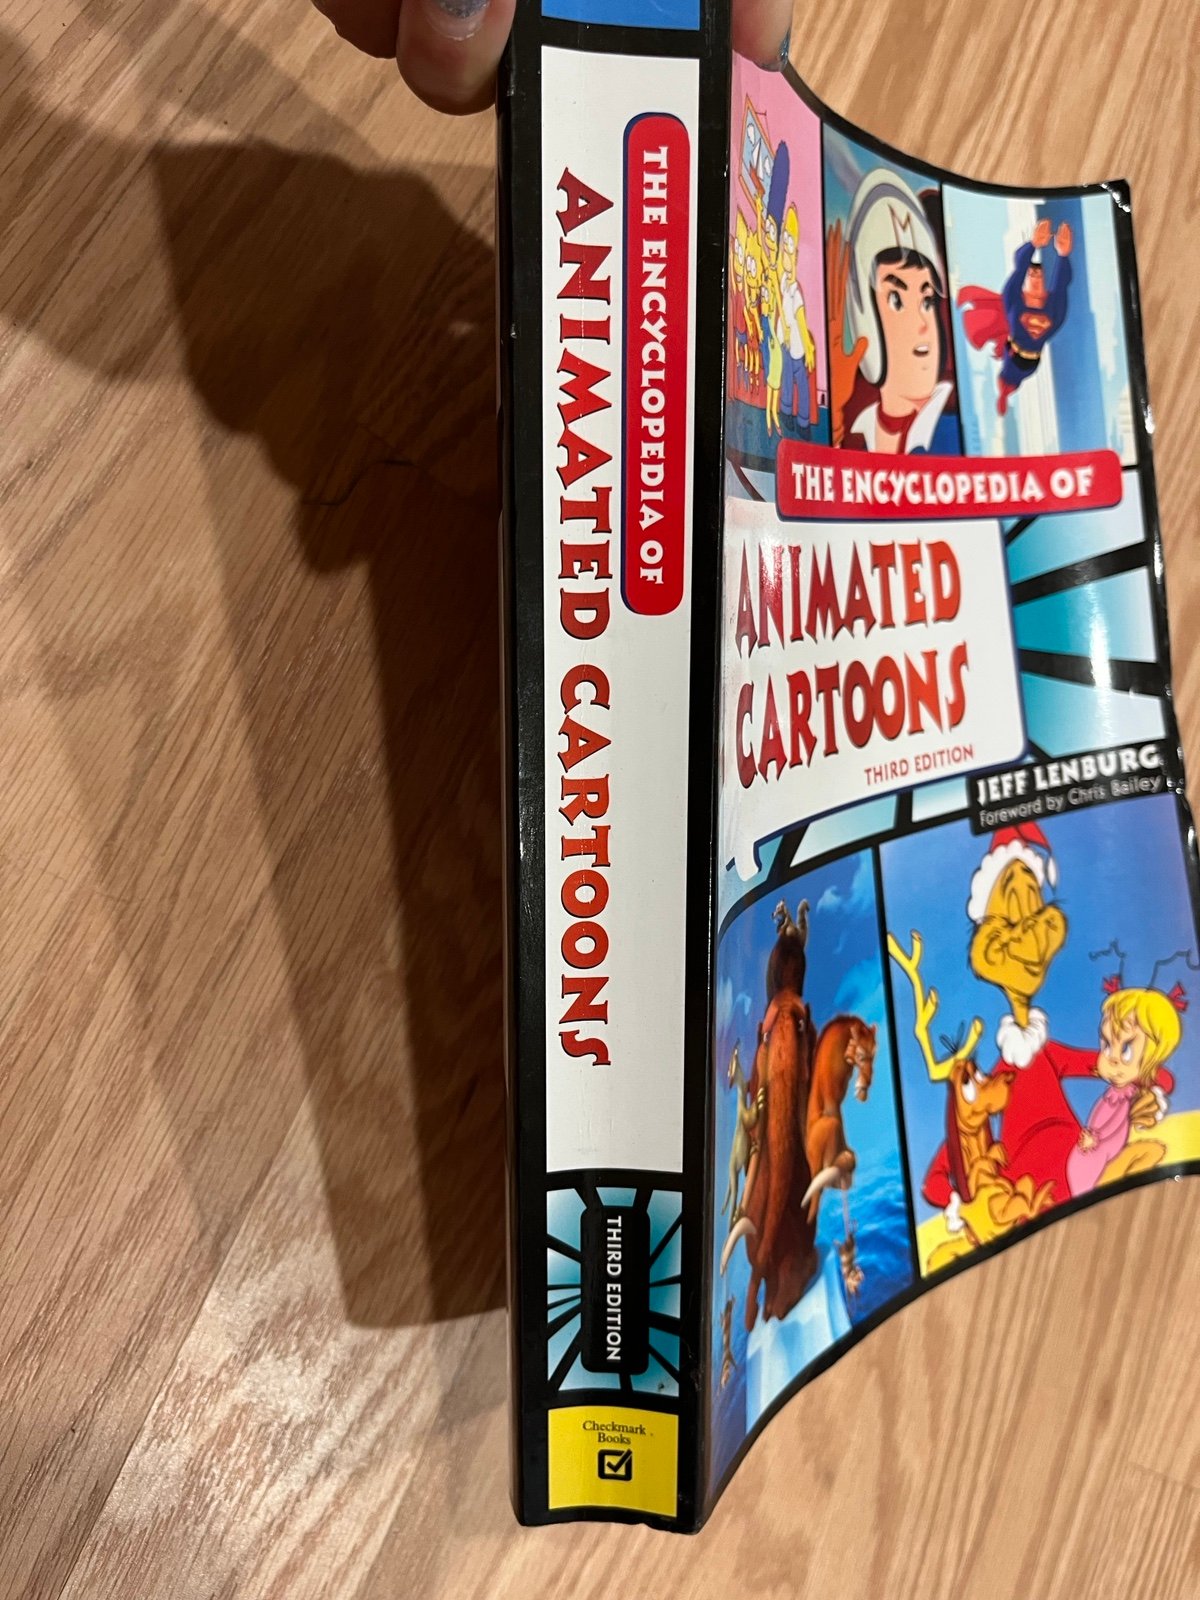 THE ENCYCLOPEDIA OF
ANIMATED CARTOONS
THIRD EDITION
Checkmark
Books
M
THE ENCYCLOPEDIA OF
ANIMATED
CARTOONS
THIRD EDITION
JEFF LENBURG
Foreword by Chris Bailey